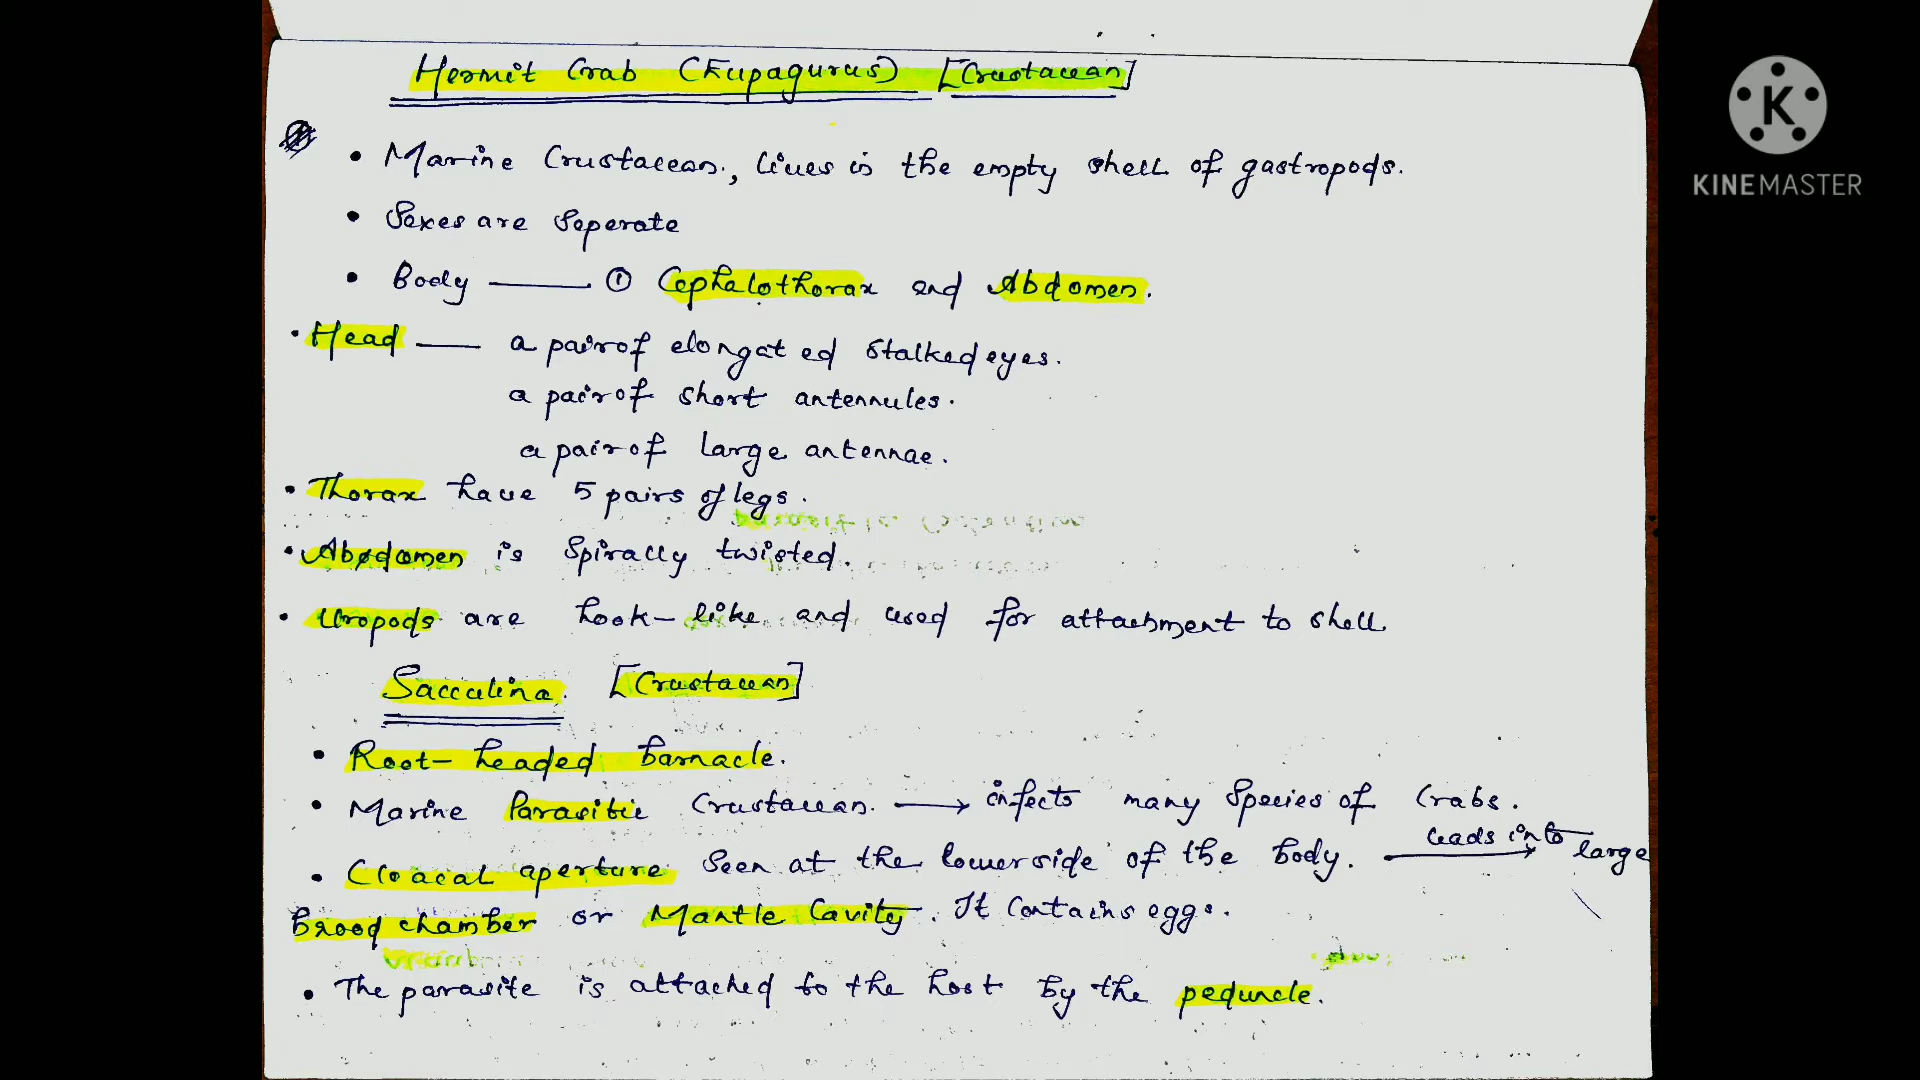 Hermit Crab (Eupagurus) [Crustacean]
• Marine Crustacean, lives in the empty shell of gastropods.
• Sexes are Seperate
• Body —— ① Cephalothorax and Abdomen.
• Head —— a pair of elongated stalked eyes.
a pair of short antennules.
a pair of large antennae.
• Thorax have 5 pairs of legs.
• Abdomen is Spirally twisted.
• Uropods are hook-like and used for attachment to shell
Sacculina. [Crustacean]
• Root-headed barnacle.
• Marine Parasitic Crustacean. → infects many Species of Crabs.
• Cloacal aperture Seen at the lower side of the body. leads into → large
Brood chamber or Mantle Cavity. It Contains eggs.
• The parasite is attached to the host by the peduncle.
K
KINEMASTER